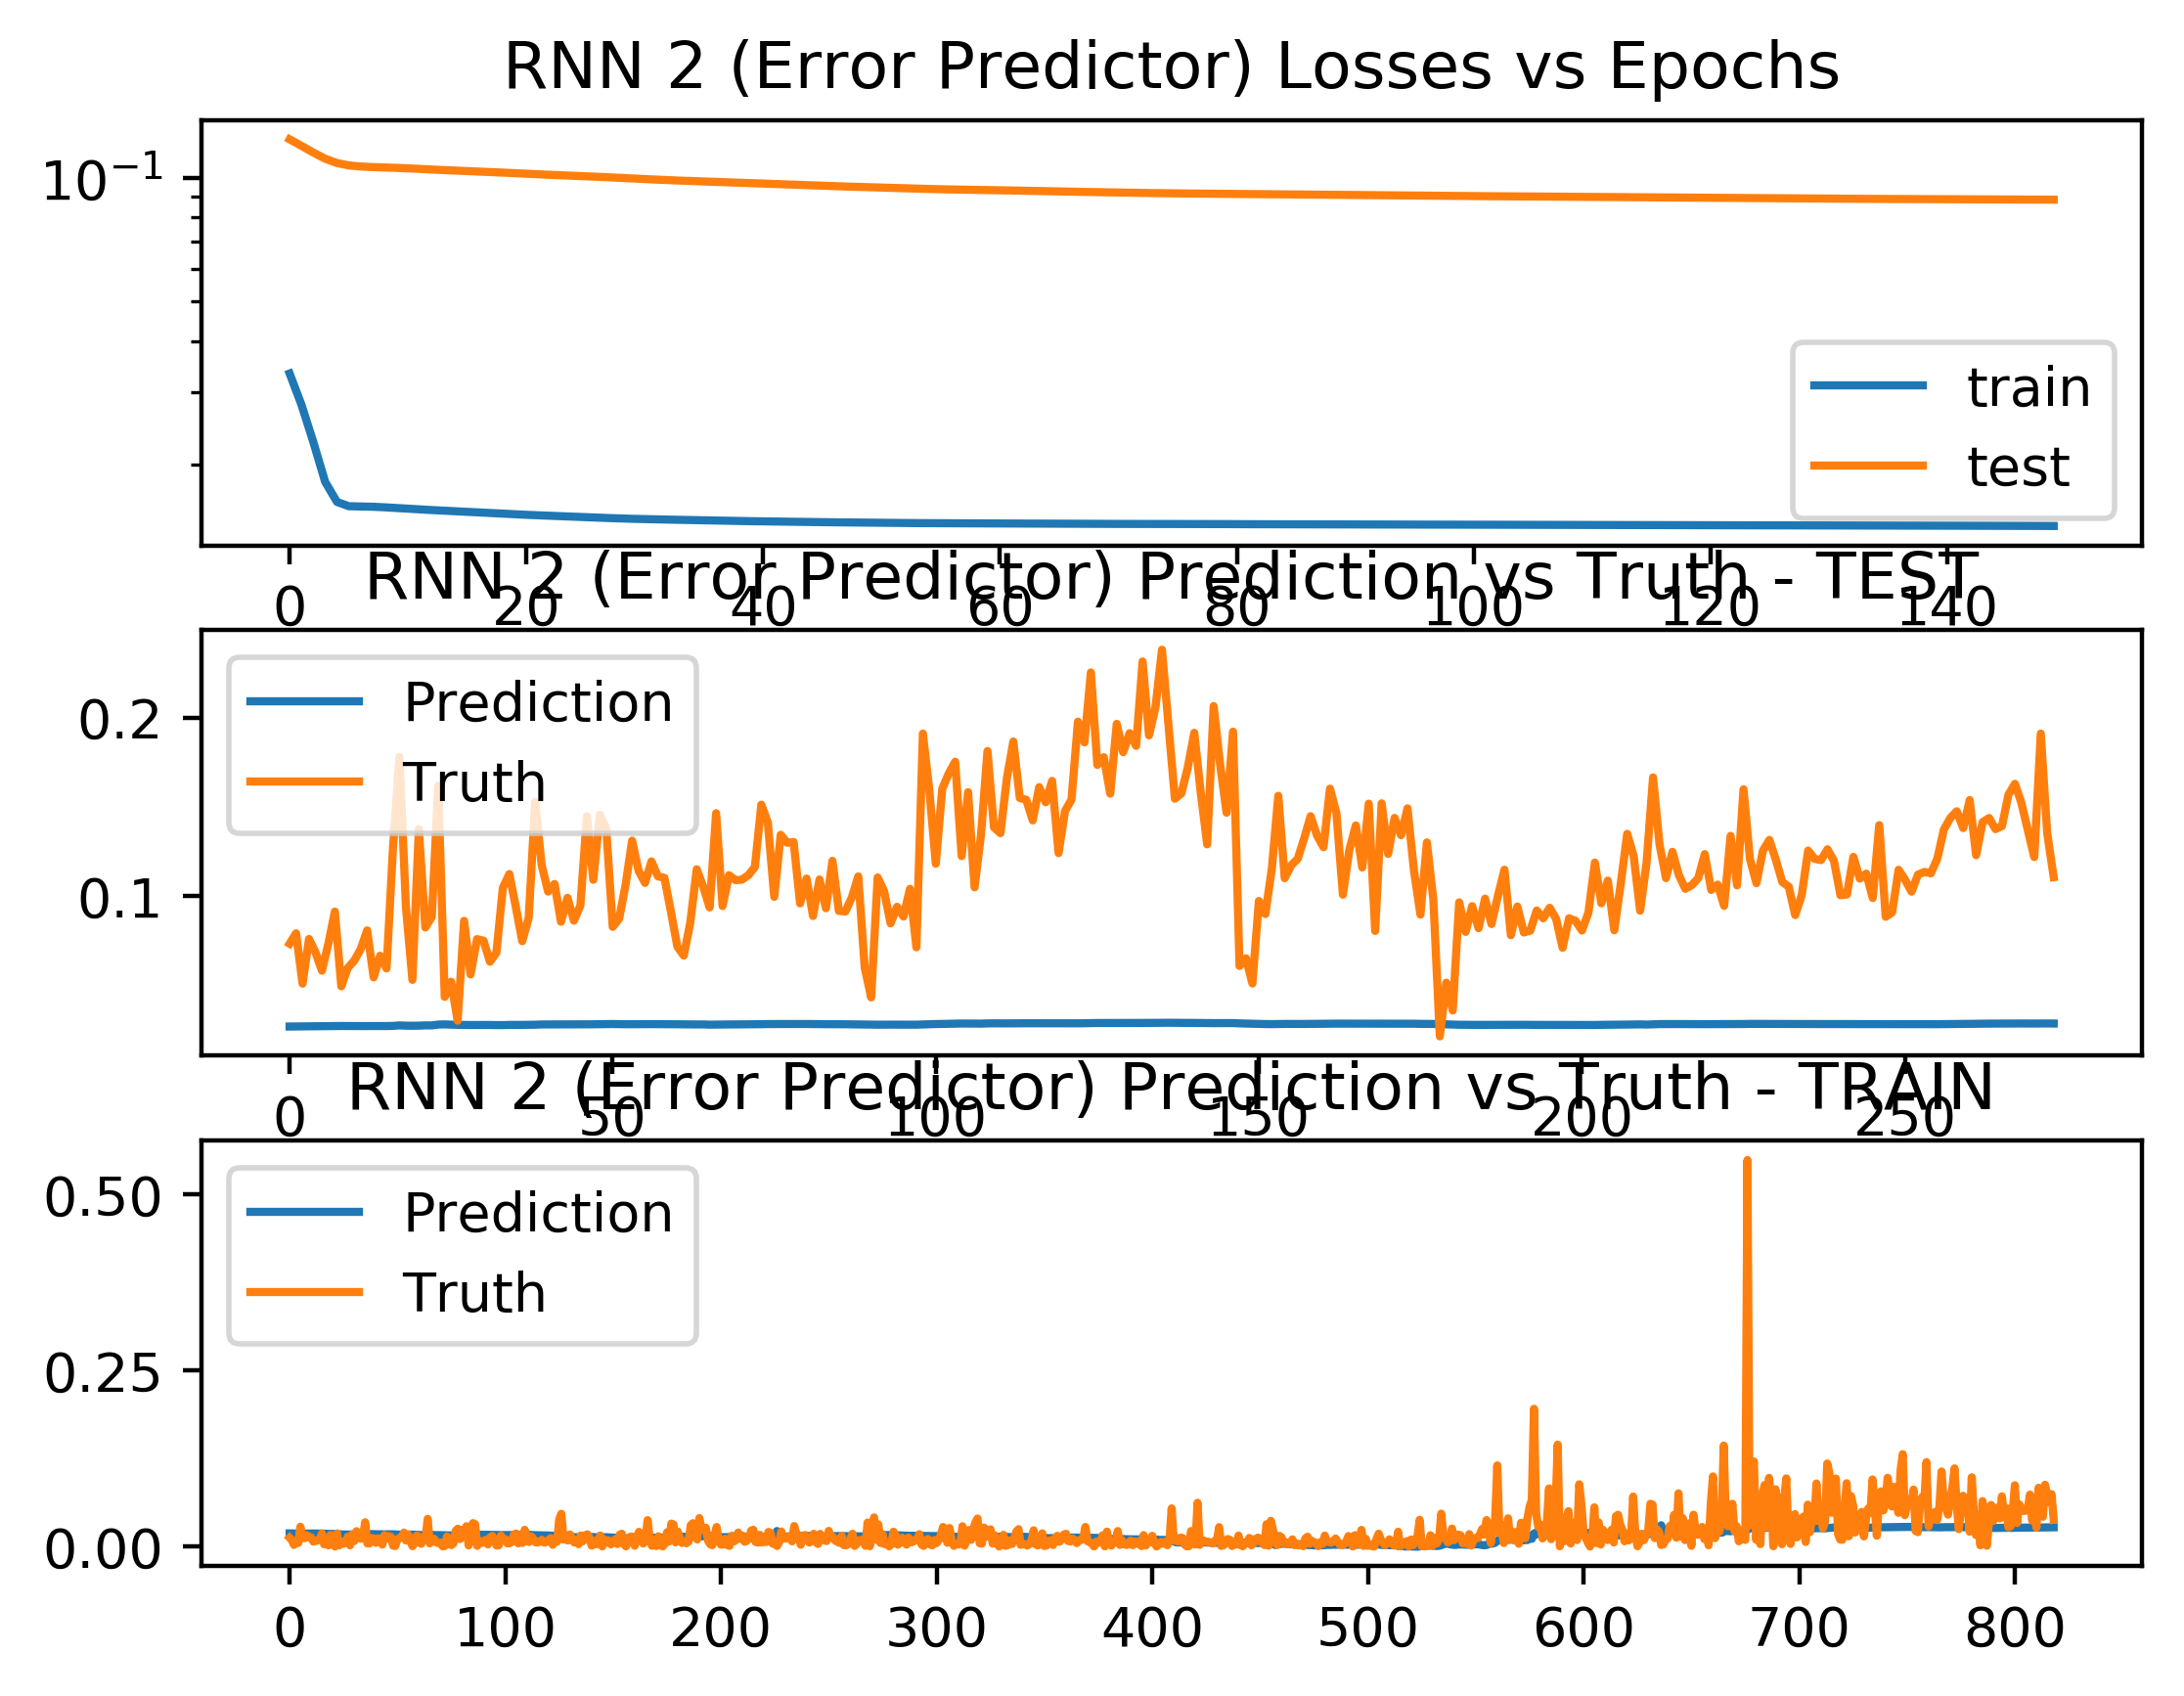 RNN 2 (Error Predictor) Losses vs Epochs
10⁻¹
train
test
0 20 40 60 80 100 120 140
RNN 2 (Error Predictor) Prediction vs Truth - TEST
Prediction
Truth
0.2
0.1
0 50 100 150 200 250
RNN 2 (Error Predictor) Prediction vs Truth - TRAIN
Prediction
Truth
0.50
0.25
0.00
0 100 200 300 400 500 600 700 800